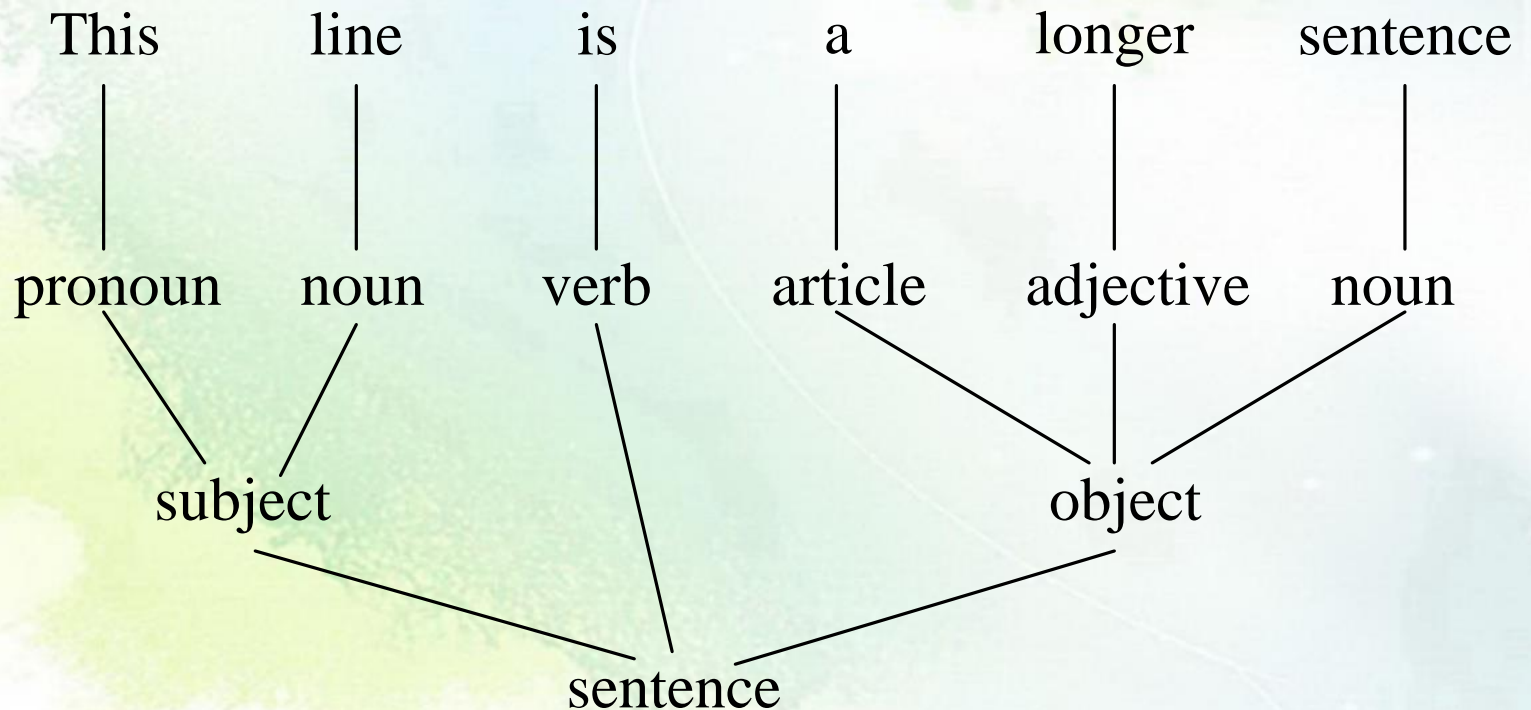 This line is a longer sentence
pronoun noun verb article adjective noun
subject object
sentence